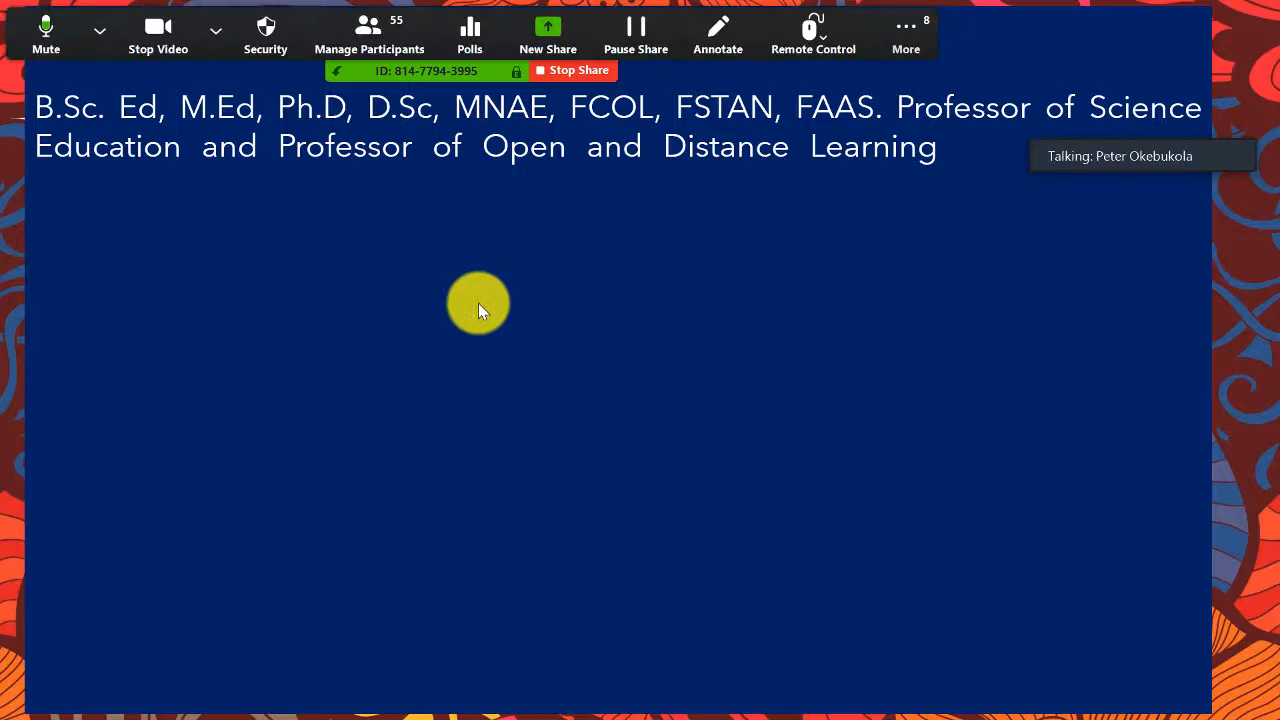 55
8
Mute
Stop Video
Security
Manage Participants
Polls
New Share
Pause Share
Annotate
Remote Control
More
ID: 814-7794-3995
Stop Share
B.Sc. Ed, M.Ed, Ph.D, D.Sc, MNAE, FCOL, FSTAN, FAAS. Professor of Science
Education and Professor of Open and Distance Learning
Talking: Peter Okebukola